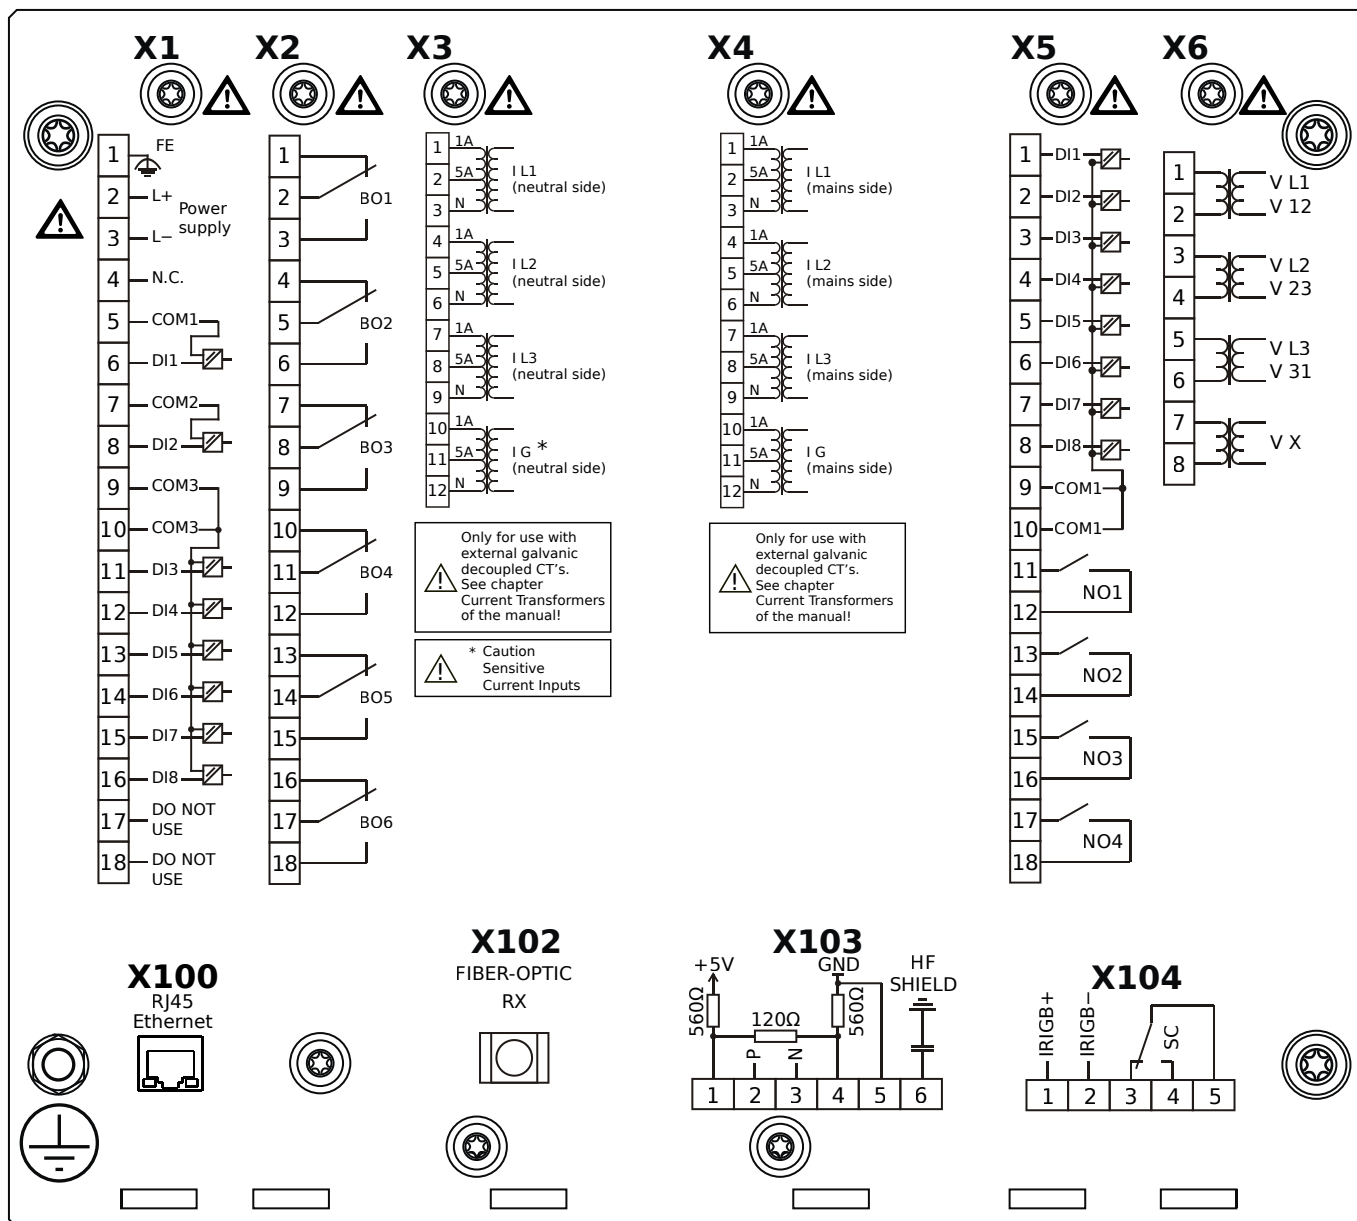 X1
X2
X3
X4
X5
X6
1
FE
2
L+
Power
supply
3
L−
4
N.C.
5
COM1
6
DI1
7
COM2
8
DI2
9
COM3
10
COM3
11
DI3
12
DI4
13
DI5
14
DI6
15
DI7
16
DI8
17
DO NOT
USE
18
DO NOT
USE
1
2
BO1
3
4
5
BO2
6
7
8
BO3
9
10
11
BO4
12
13
14
BO5
15
16
17
BO6
18
1
1A
2
5A
I L1
(neutral side)
3
N
4
1A
5
5A
I L2
(neutral side)
6
N
7
1A
8
5A
I L3
(neutral side)
9
N
10
1A
11
5A
I G *
(neutral side)
12
N
Only for use with
external galvanic
decoupled CT's.
See chapter
Current Transformers
of the manual!
* Caution
Sensitive
Current Inputs
1
1A
2
5A
I L1
(mains side)
3
N
4
1A
5
5A
I L2
(mains side)
6
N
7
1A
8
5A
I L3
(mains side)
9
N
10
1A
11
5A
I G
(mains side)
12
N
Only for use with
external galvanic
decoupled CT's.
See chapter
Current Transformers
of the manual!
1
DI1
2
DI2
3
DI3
4
DI4
5
DI5
6
DI6
7
DI7
8
DI8
9
COM1
10
COM1
11
NO1
12
13
NO2
14
15
NO3
16
17
NO4
18
1
V L1
V 12
2
3
V L2
V 23
4
5
V L3
V 31
6
7
V X
8
X100
RJ45
Ethernet
X102
FIBER-OPTIC
RX
X103
+5V
GND
HF
SHIELD
560Ω
120Ω
560Ω
P
N
1
2
3
4
5
6
X104
IRIGB+
IRIGB−
SC
1
2
3
4
5